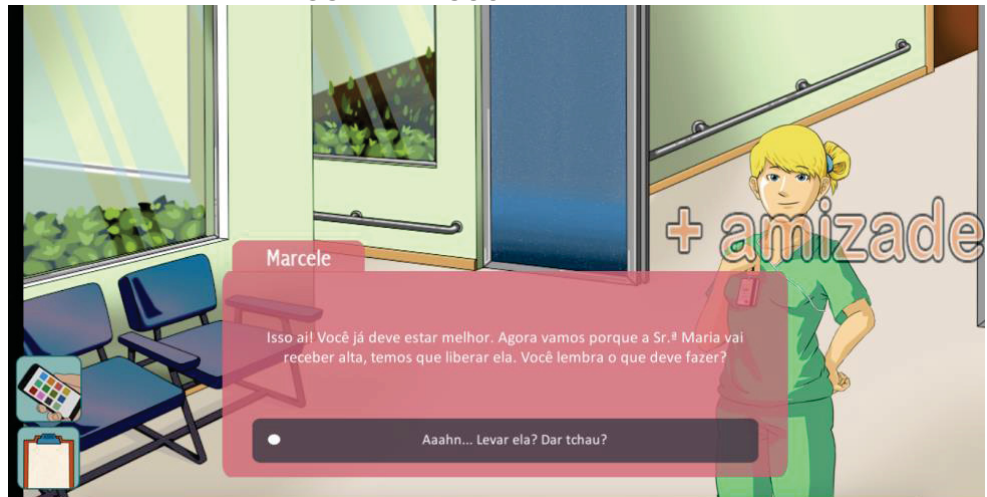 + amizade
Marcele
Isso ai! Você já deve estar melhor. Agora vamos porque a Sr.ª Maria vai
receber alta, temos que liberar ela. Você lembra o que deve fazer?
Aaahn... Levar ela? Dar tchau?